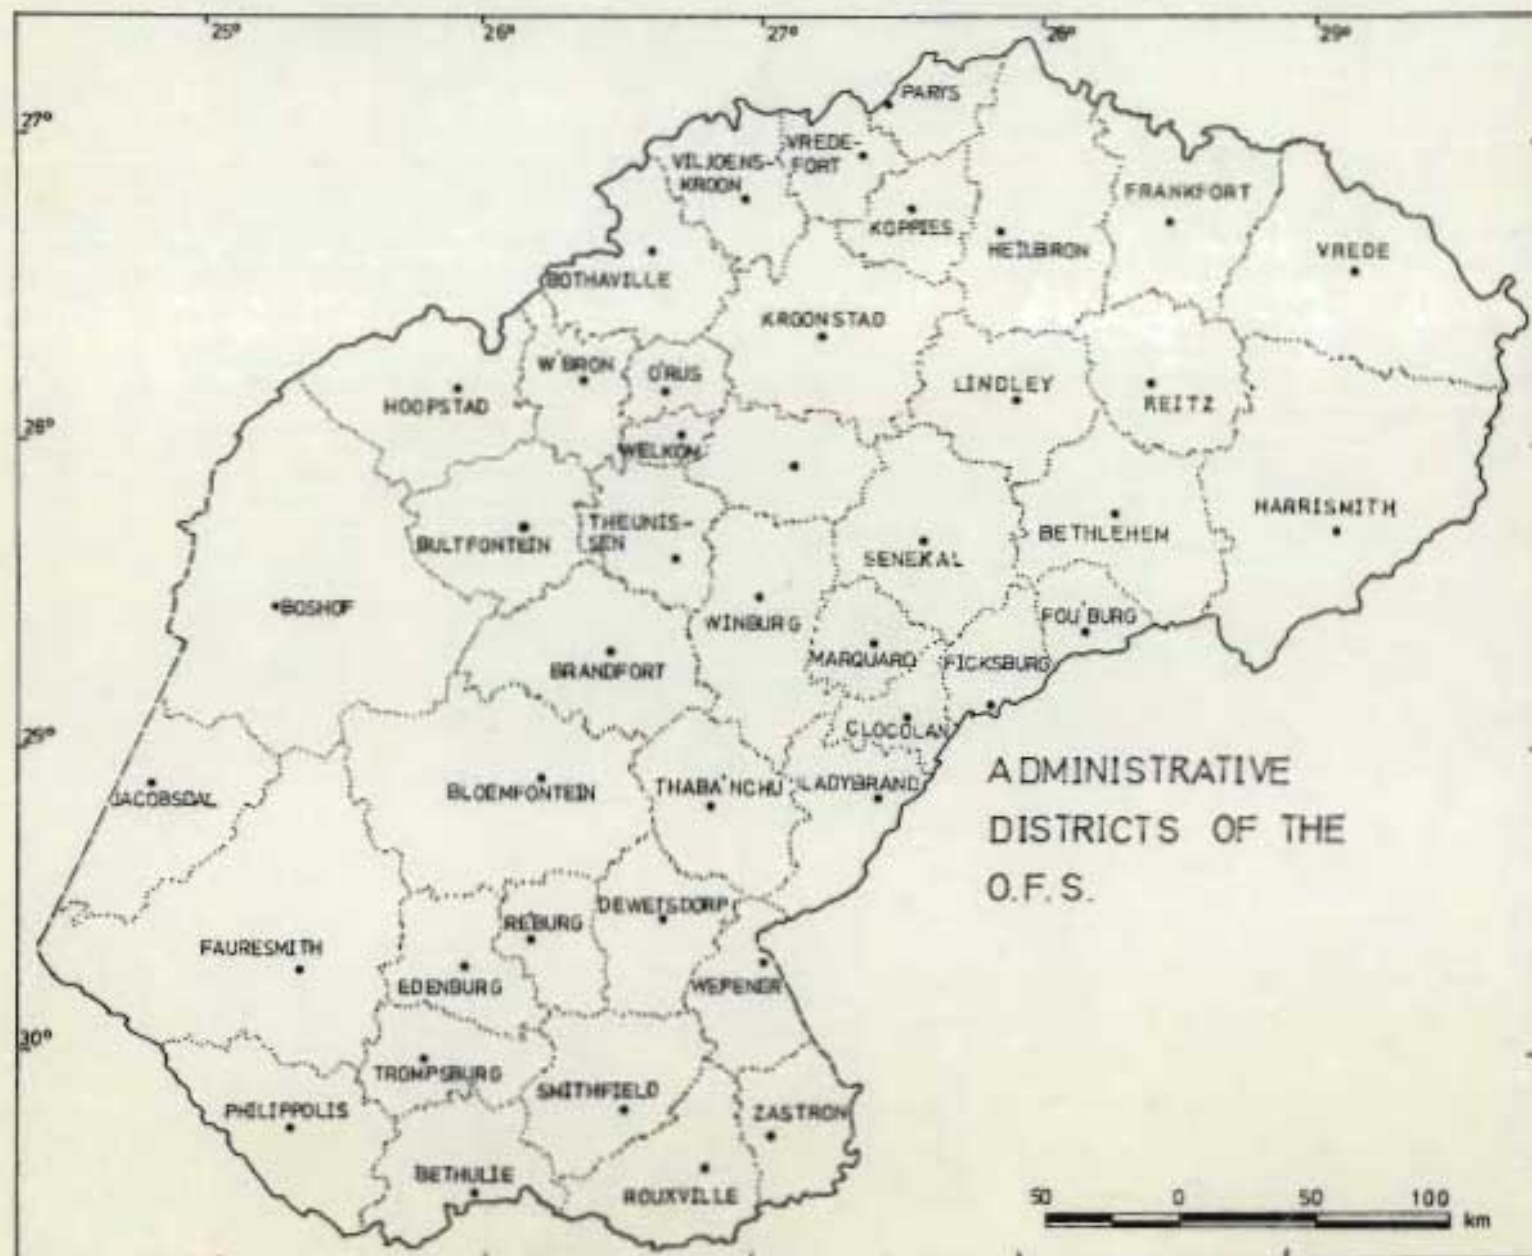 25°
26°
27°
28°
29°
27°
28°
29°
30°
PARYS
VREDE-
FORT
VILJOENS-
KROON
KOPPIES
HEILBRON
FRANKFORT
VREDE
BOTHAVILLE
KROONSTAD
W'BRON
O'RUS
HOOPSTAD
LINDLEY
REITZ
WELKOM
THEUNIS-
SEN
BULTFONTEIN
SENEKAL
BETHLEHEM
HARRISMITH
BOSHOF
WINBURG
FOU'BURG
BRANDFORT
MARQUARD
FICKSBURG
CLOCOLAN
JACOBSDAL
BLOEMFONTEIN
THABA'NCHU
LADYBRAND
ADMINISTRATIVE
DISTRICTS OF THE
O.F.S.
FAURESMITH
EDENBURG
R'BURG
DEWETSDORP
WEPENER
TROMPSBURG
SMITHFIELD
ZASTRON
PHILIPPOLIS
BETHULIE
ROUXVILLE
50 0 50 100
km